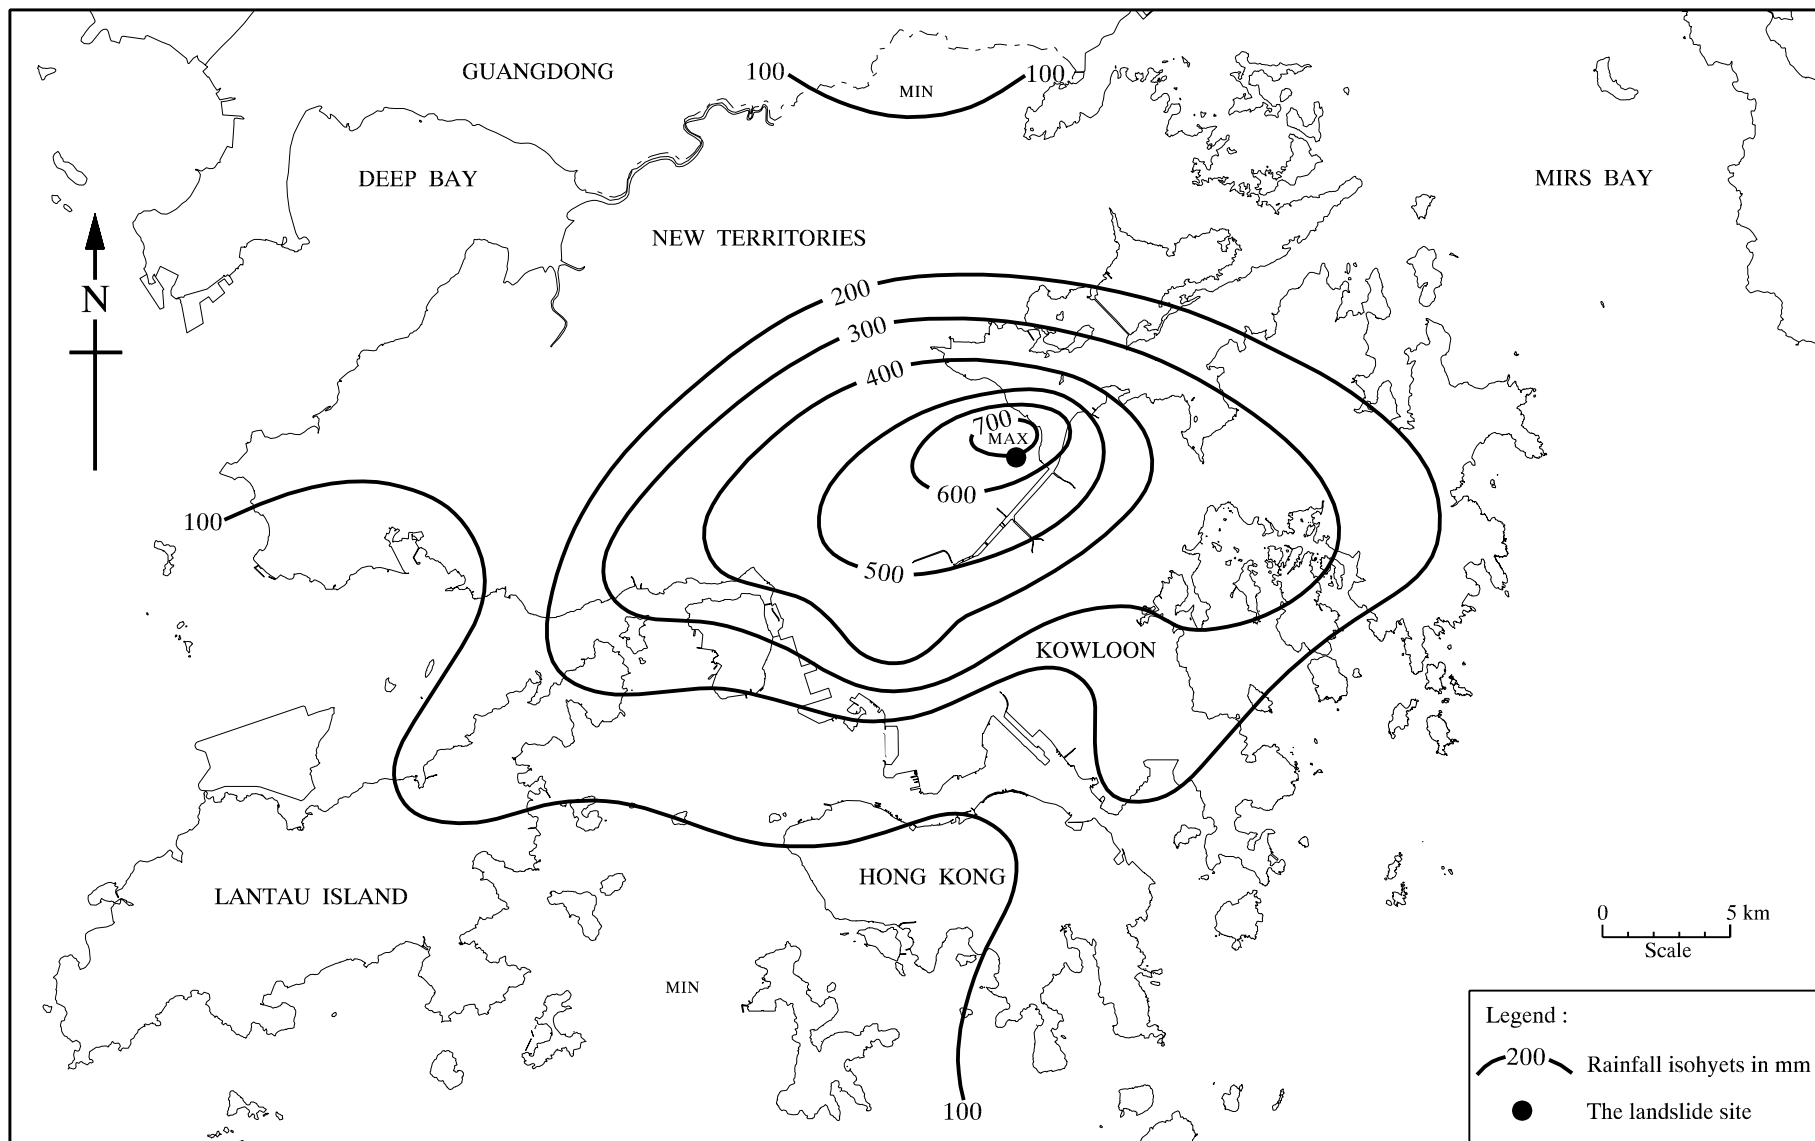 GUANGDONG
100
100
MIN
DEEP BAY
MIRS BAY
NEW TERRITORIES
N
200
300
400
700
MAX
600
100
500
KOWLOON
HONG KONG
LANTAU ISLAND
0 5 km
Scale
MIN
Legend :
200 Rainfall isohyets in mm
The landslide site
100